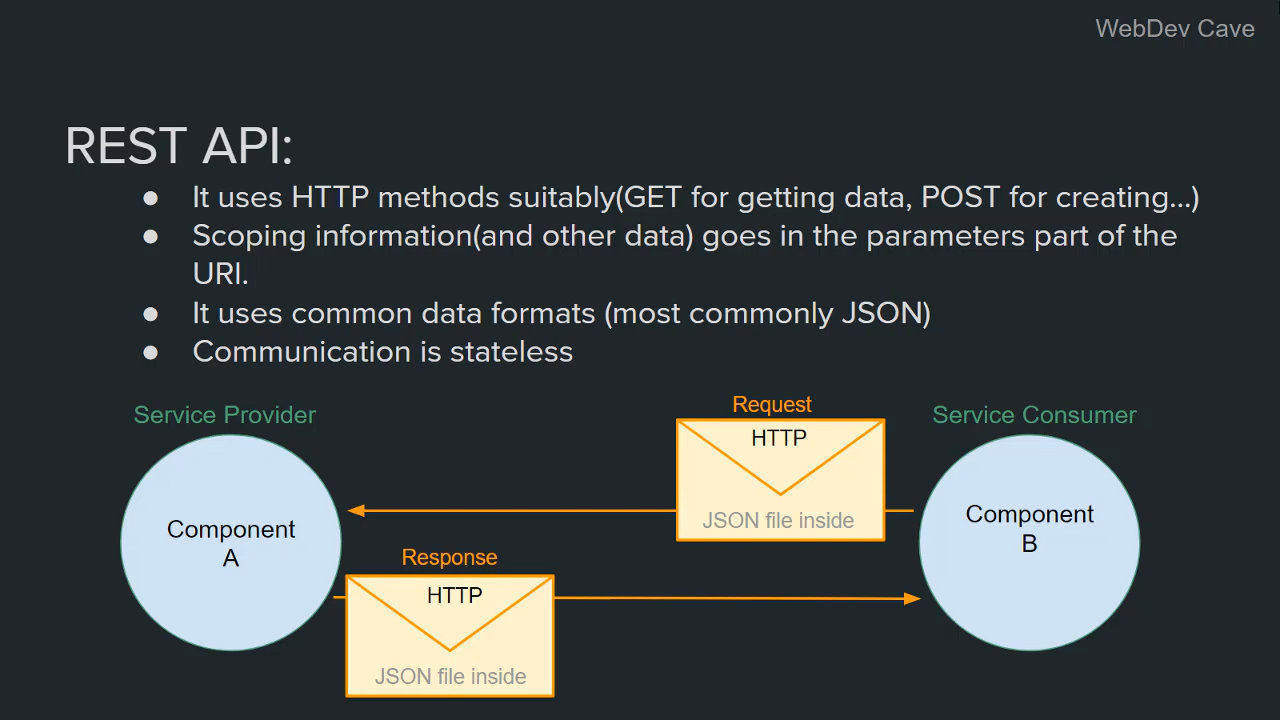 WebDev Cave
REST API:
● It uses HTTP methods suitably(GET for getting data, POST for creating...)
● Scoping information(and other data) goes in the parameters part of the
URI.
● It uses common data formats (most commonly JSON)
● Communication is stateless
Service Provider
Request
Service Consumer
HTTP
JSON file inside
Component
A
Component
B
Response
HTTP
JSON file inside